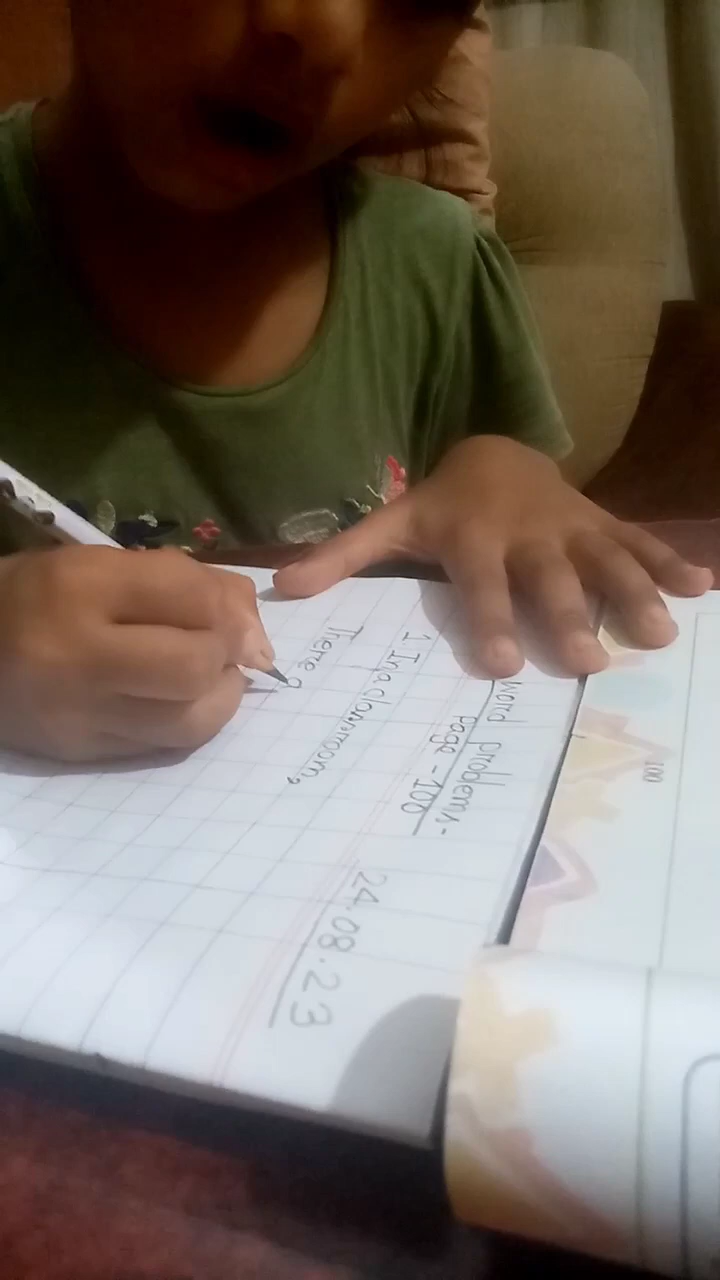 24.08.23
Word problems-
Page - 100
1. In a classroom,
There a
100